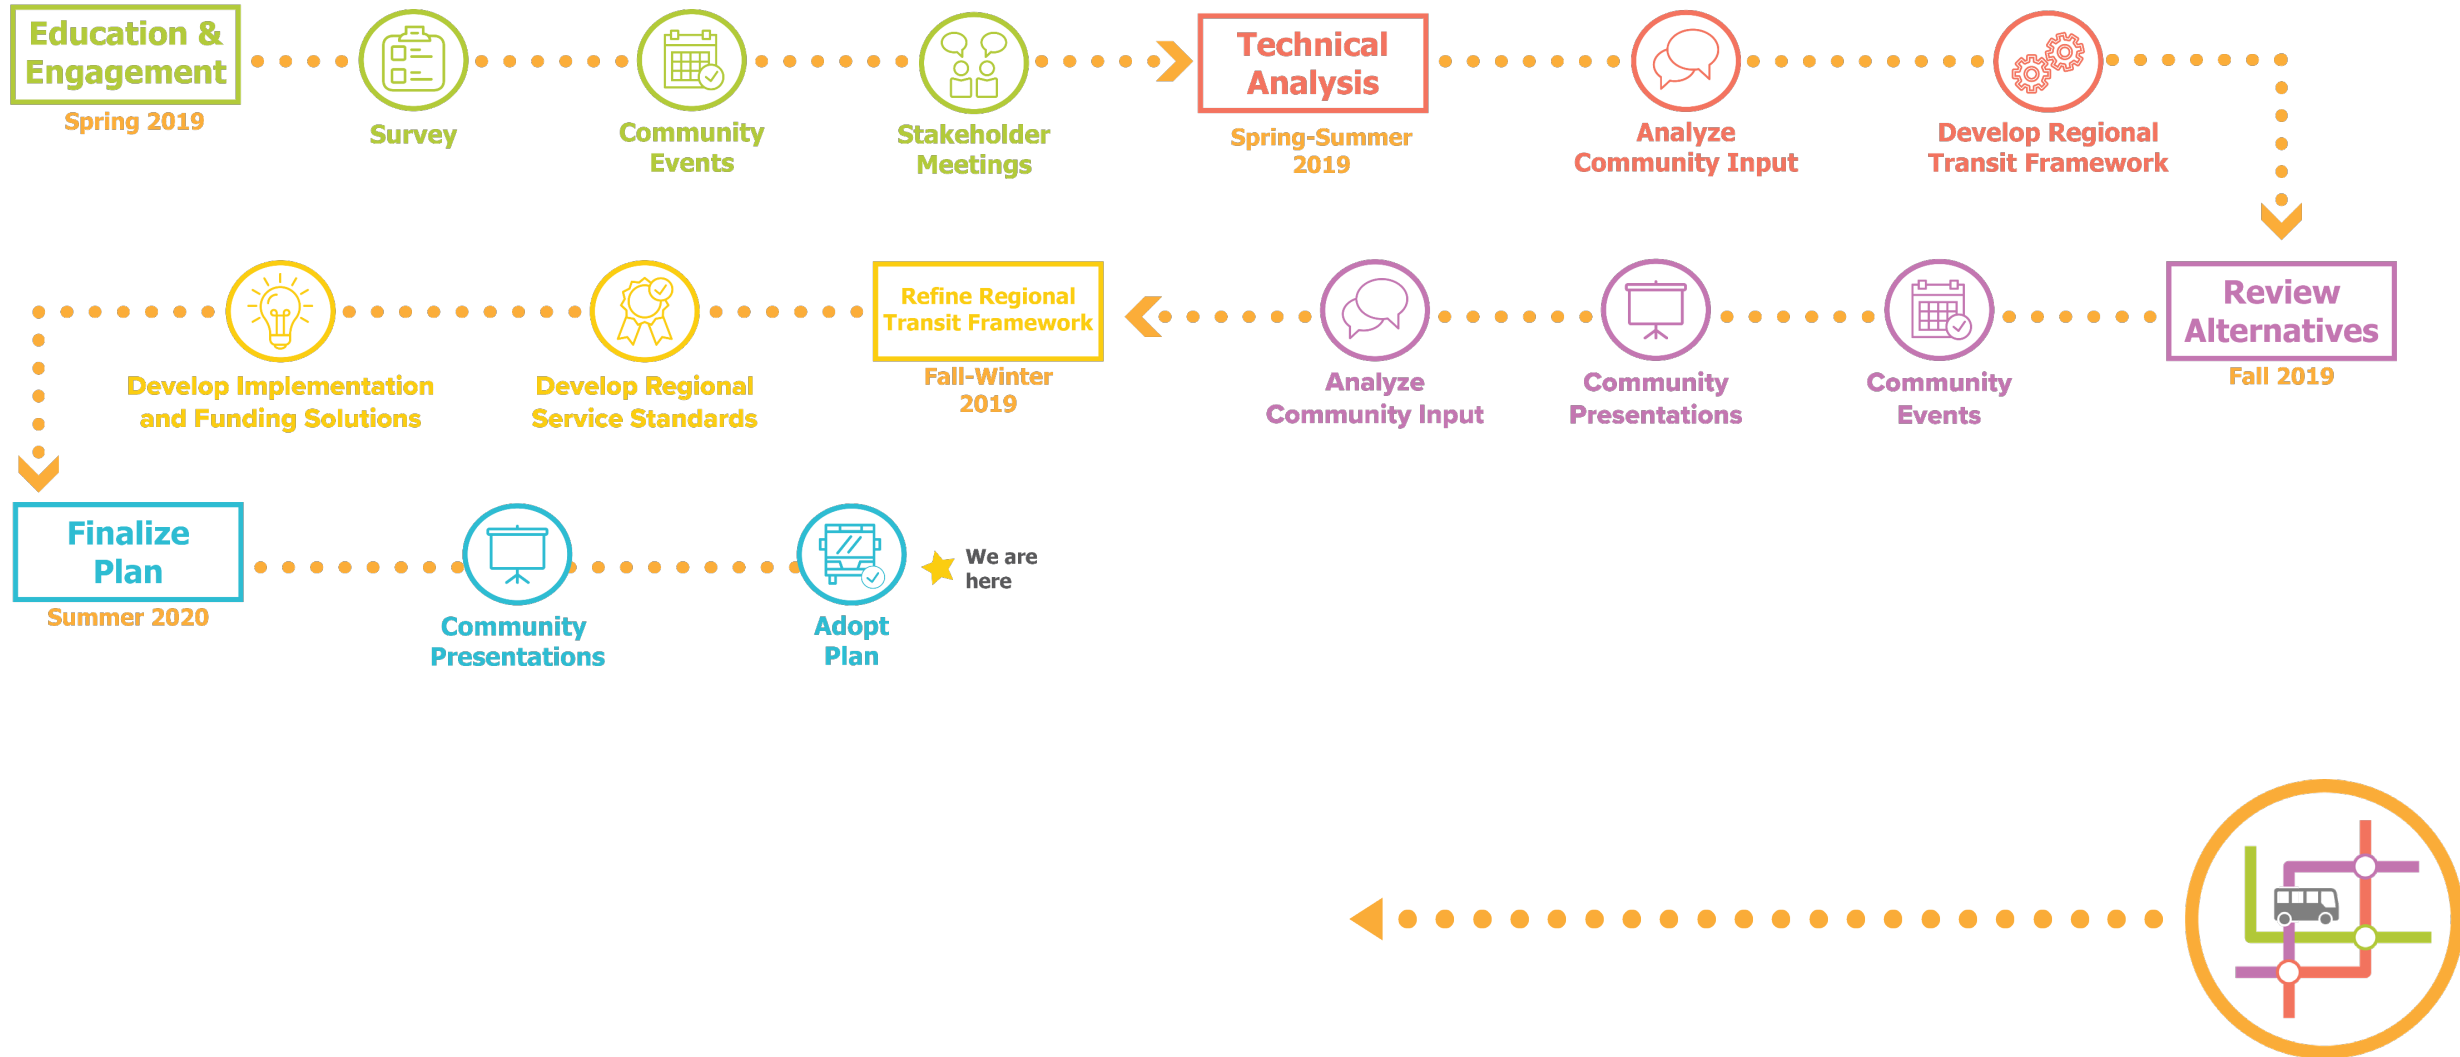 Education &
Engagement
Spring 2019
Survey
Community
Events
Stakeholder
Meetings
Technical
Analysis
Spring-Summer
2019
Analyze
Community Input
Develop Regional
Transit Framework
Review
Alternatives
Fall 2019
Community
Events
Community
Presentations
Analyze
Community Input
Refine Regional
Transit Framework
Fall-Winter
2019
Develop Regional
Service Standards
Develop Implementation
and Funding Solutions
Finalize
Plan
Summer 2020
Community
Presentations
Adopt
Plan
We are
here